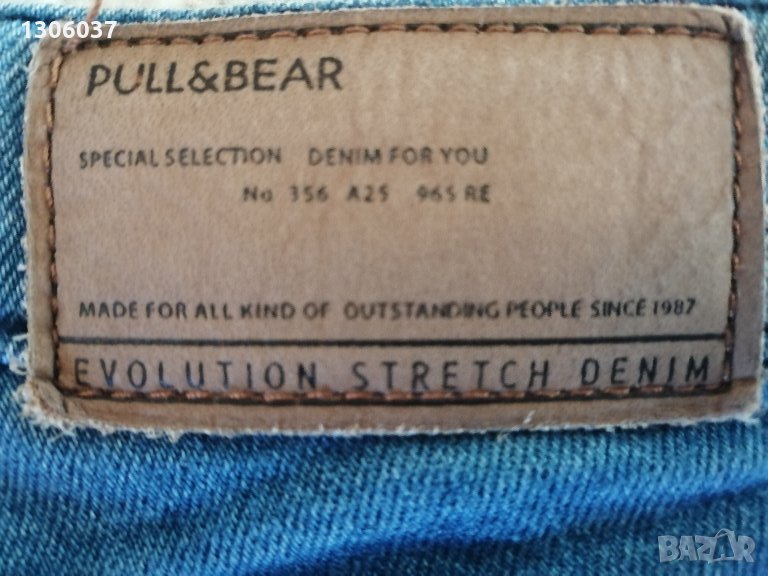 1306037
PULL&BEAR
SPECIAL SELECTION DENIM FOR YOU
No 356 A25 965 RE
MADE FOR ALL KIND OF OUTSTANDING PEOPLE SINCE 1987
EVOLUTION STRETCH DENIM
BAZAR